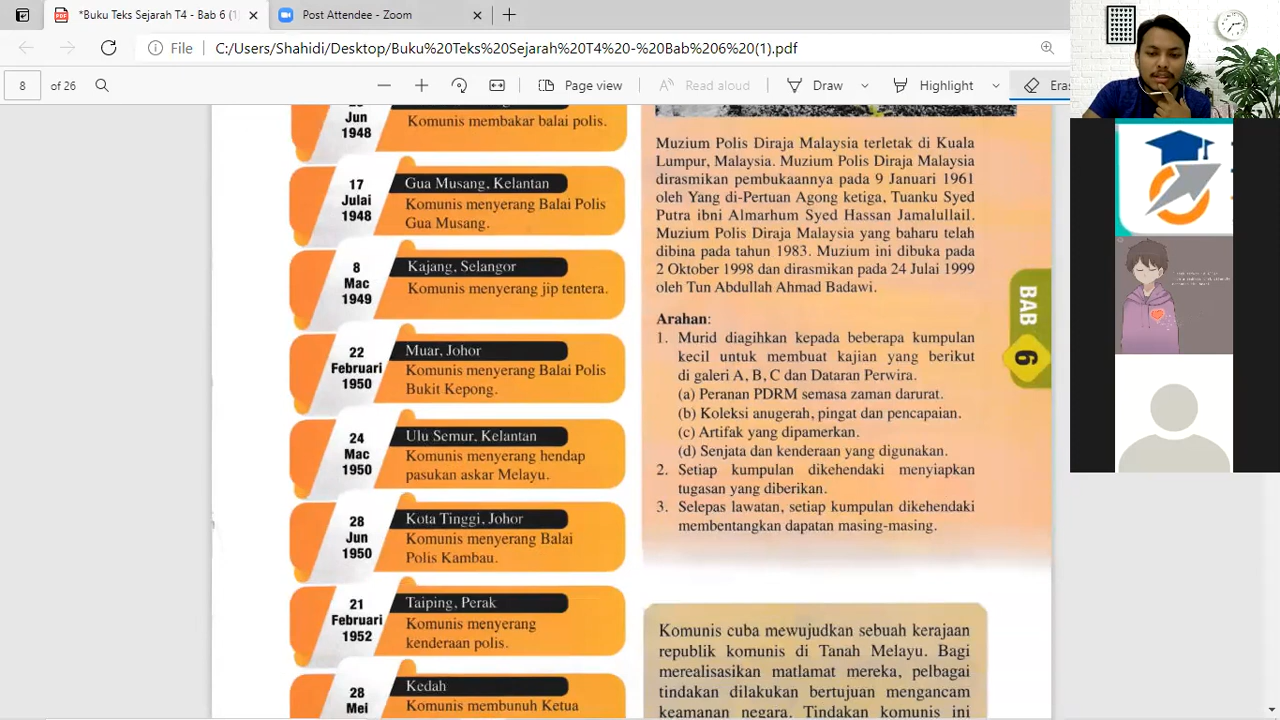 *Buku Teks Sejarah T4 - Bab 6 (1)
Post Attendee - Zoom
File
C:/Users/Shahidi/Desktop/Buku%20Teks%20Sejarah%20T4%20-%20Bab%206%20(1).pdf
8 of 26
Page view
Read aloud
Draw
Highlight
Eras
Jun
1948
Komunis membakar balai polis.
17
Julai
1948
Gua Musang, Kelantan
Komunis menyerang Balai Polis
Gua Musang.
8
Mac
1949
Kajang, Selangor
Komunis menyerang jip tentera.
22
Februari
1950
Muar, Johor
Komunis menyerang Balai Polis
Bukit Kepong.
24
Mac
1950
Ulu Semur, Kelantan
Komunis menyerang hendap
pasukan askar Melayu.
28
Jun
1950
Kota Tinggi, Johor
Komunis menyerang Balai
Polis Kambau.
21
Februari
1952
Taiping, Perak
Komunis menyerang
kenderaan polis.
28
Mei
Kedah
Komunis membunuh Ketua
Muzium Polis Diraja Malaysia terletak di Kuala
Lumpur, Malaysia. Muzium Polis Diraja Malaysia
dirasmikan pembukaannya pada 9 Januari 1961
oleh Yang di-Pertuan Agong ketiga, Tuanku Syed
Putra ibni Almarhum Syed Hassan Jamalullail.
Muzium Polis Diraja Malaysia yang baharu telah
dibina pada tahun 1983. Muzium ini dibuka pada
2 Oktober 1998 dan dirasmikan pada 24 Julai 1999
oleh Tun Abdullah Ahmad Badawi.
Arahan:
1. Murid diagihkan kepada beberapa kumpulan
kecil untuk membuat kajian yang berikut
di galeri A, B, C dan Dataran Perwira.
(a) Peranan PDRM semasa zaman darurat.
(b) Koleksi anugerah, pingat dan pencapaian.
(c) Artifak yang dipamerkan.
(d) Senjata dan kenderaan yang digunakan.
2. Setiap kumpulan dikehendaki menyiapkan
tugasan yang diberikan.
3. Selepas lawatan, setiap kumpulan dikehendaki
membentangkan dapatan masing-masing.
Komunis cuba mewujudkan sebuah kerajaan
republik komunis di Tanah Melayu. Bagi
merealisasikan matlamat mereka, pelbagai
tindakan dilakukan bertujuan mengancam
keamanan negara. Tindakan komunis ini
BAB
6